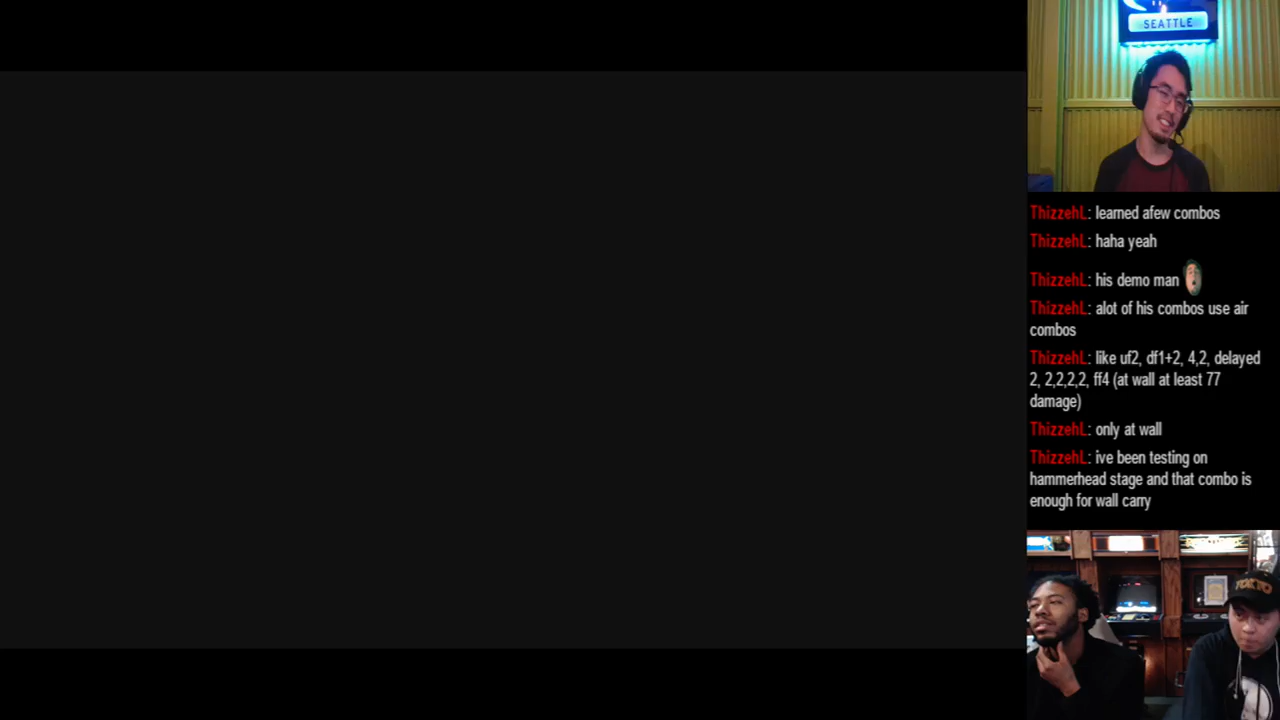 SEATTLE
ThizzehL: learned afew combos
ThizzehL: haha yeah
ThizzehL: his demo man
ThizzehL: alot of his combos use air
combos
ThizzehL: like uf2, df1+2, 4,2, delayed
2, 2,2,2,2, ff4 (at wall at least 77
damage)
ThizzehL: only at wall
ThizzehL: ive been testing on
hammerhead stage and that combo is
enough for wall carry
TOKYO